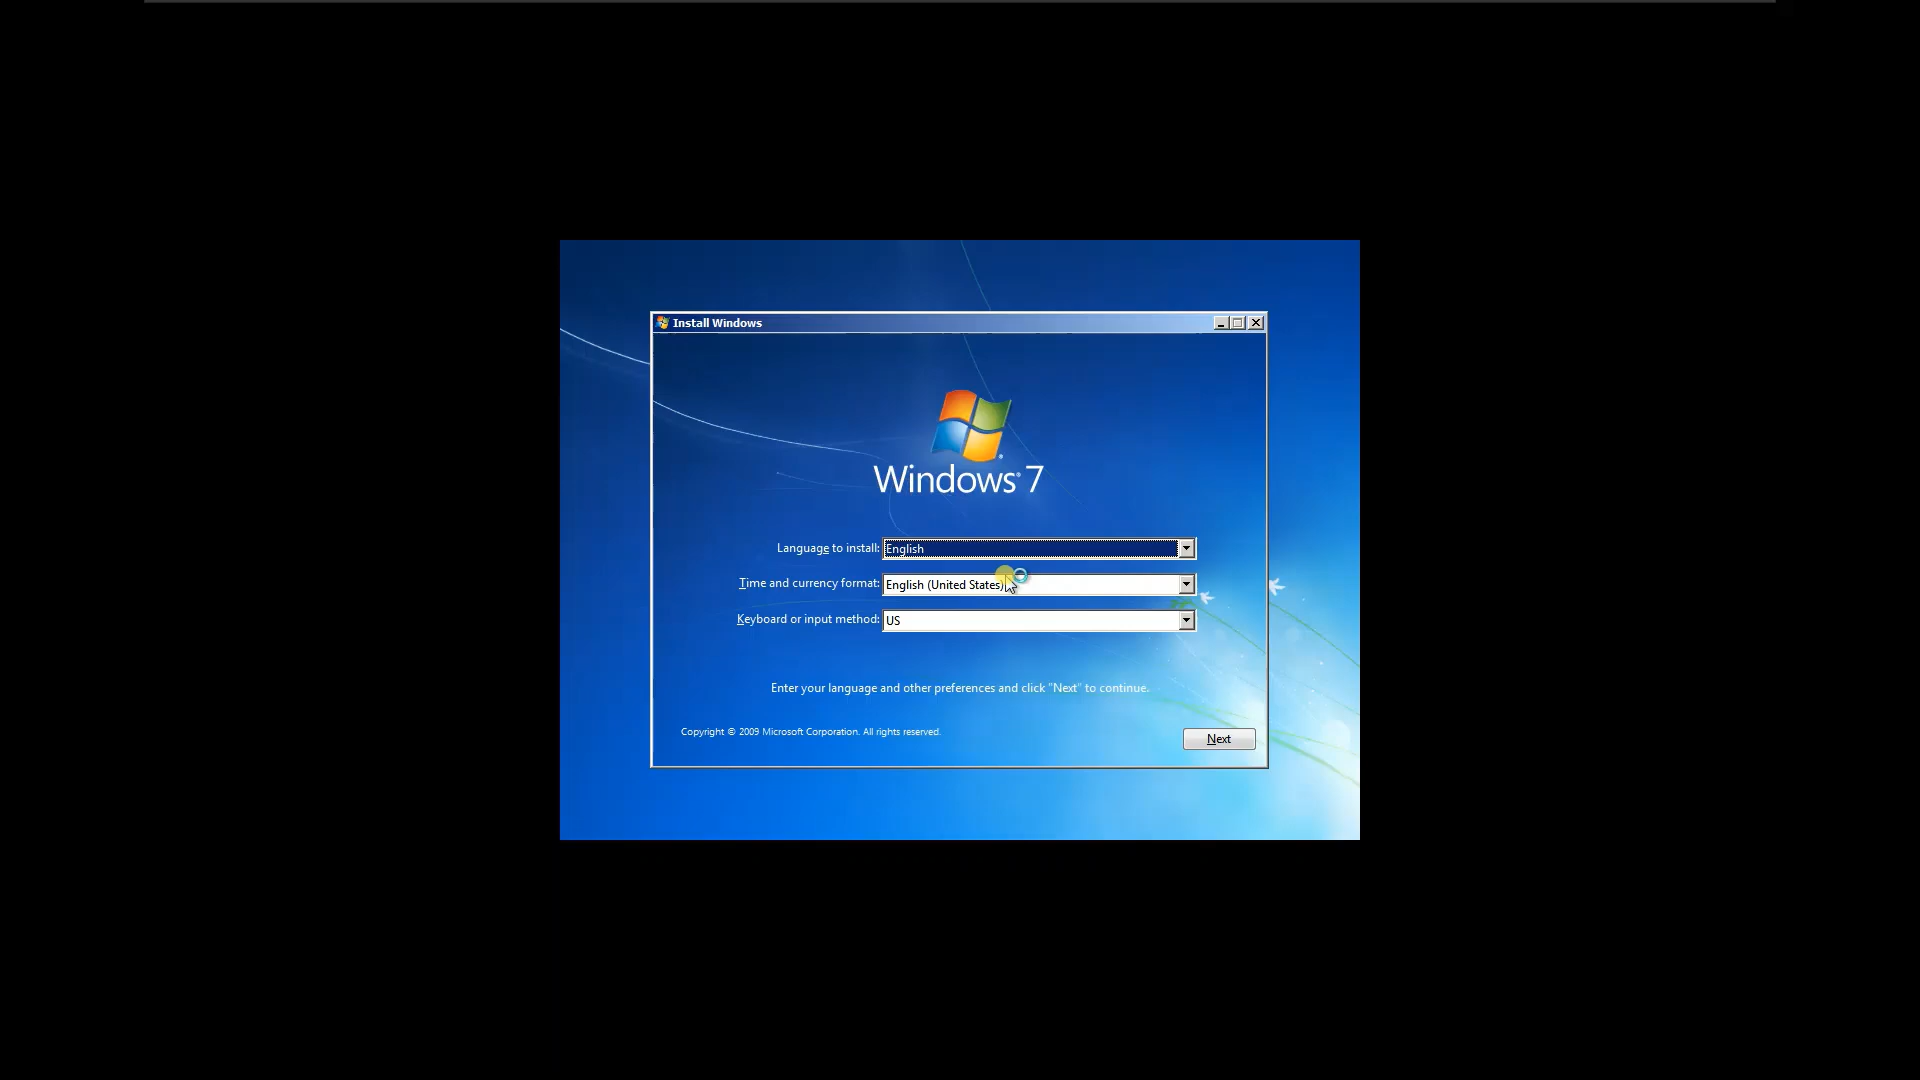 Install Windows
Windows® 7
Language to install: English
Time and currency format: English (United States)
Keyboard or input method: US
Enter your language and other preferences and click "Next" to continue.
Copyright © 2009 Microsoft Corporation. All rights reserved.
Next